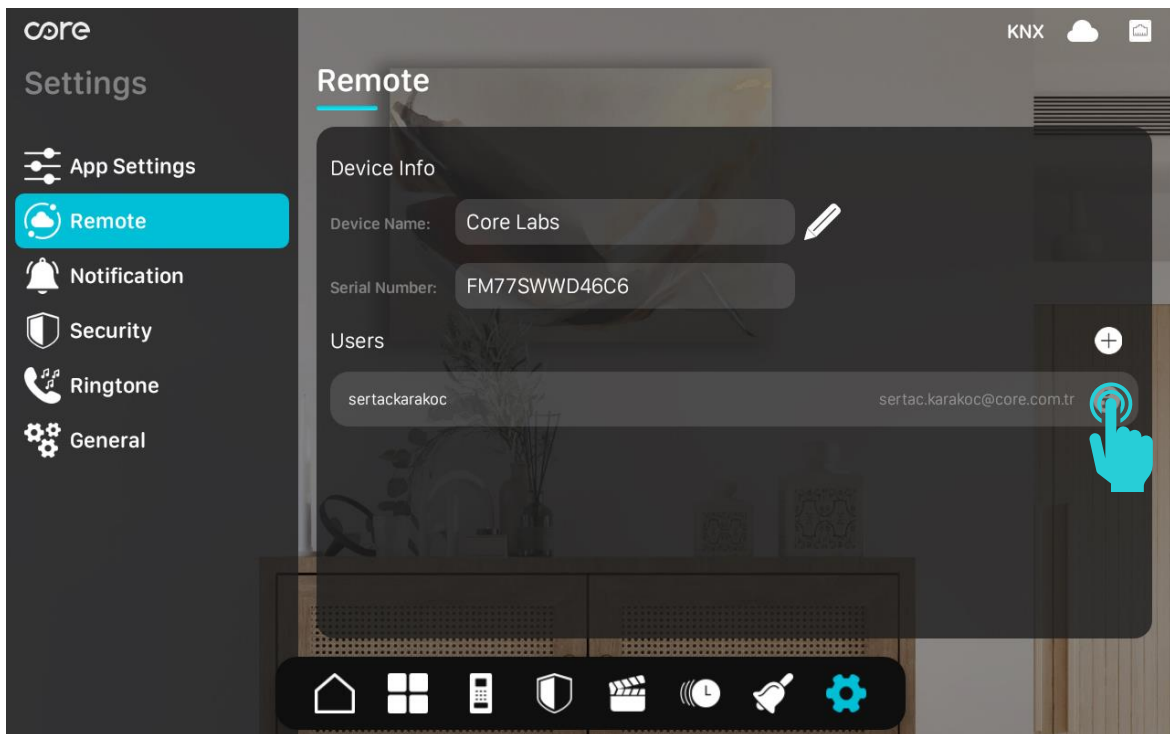 core
KNX
Settings
Remote
App Settings
Remote
Notification
Security
Ringtone
General
Device Info
Device Name:
Core Labs
Serial Number:
FM77SWWD46C6
Users
sertackarakoc
sertac.karakoc@core.com.tr